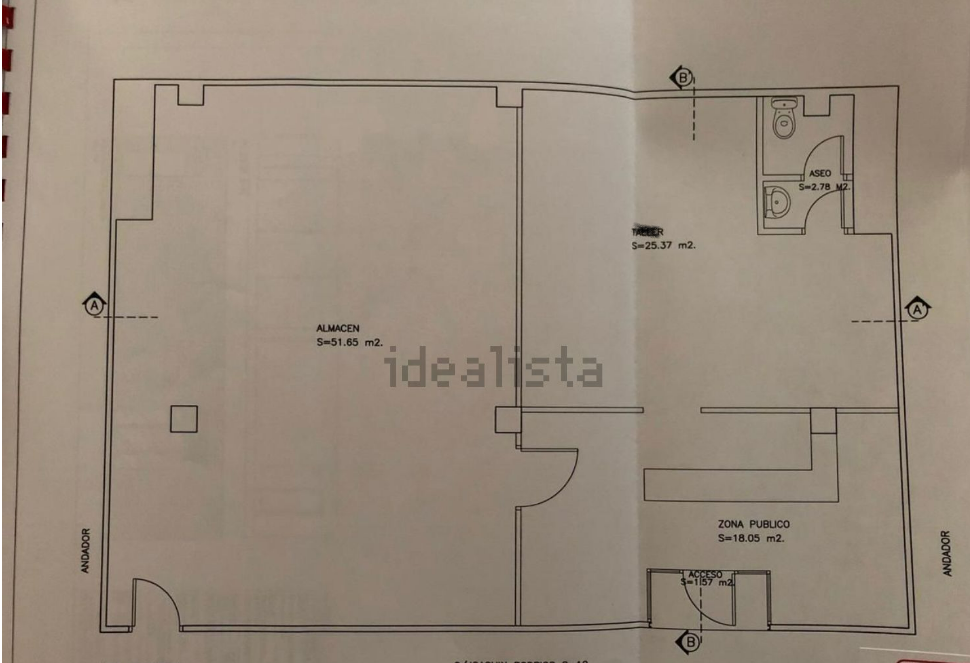 B'
ASEO
S=2.78 M2.
S=25.37 m2.
A
A'
ALMACEN
S=51.65 m2.
idealista
ZONA PUBLICO
S=18.05 m2.
ANDADOR
ANDADOR
ACCESO
S=1.57 m2.
B